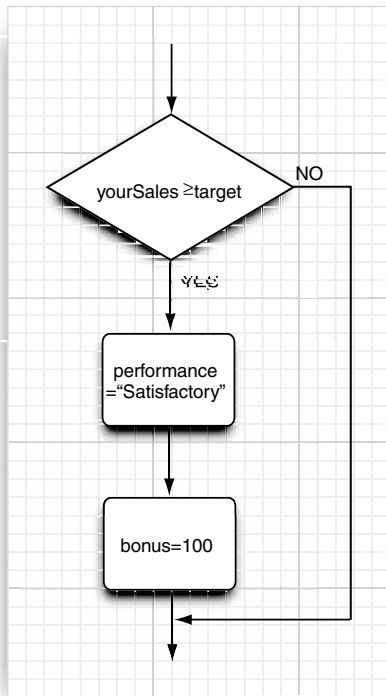 yourSales ≥target
NO
YES
performance
=“Satisfactory”
bonus=100